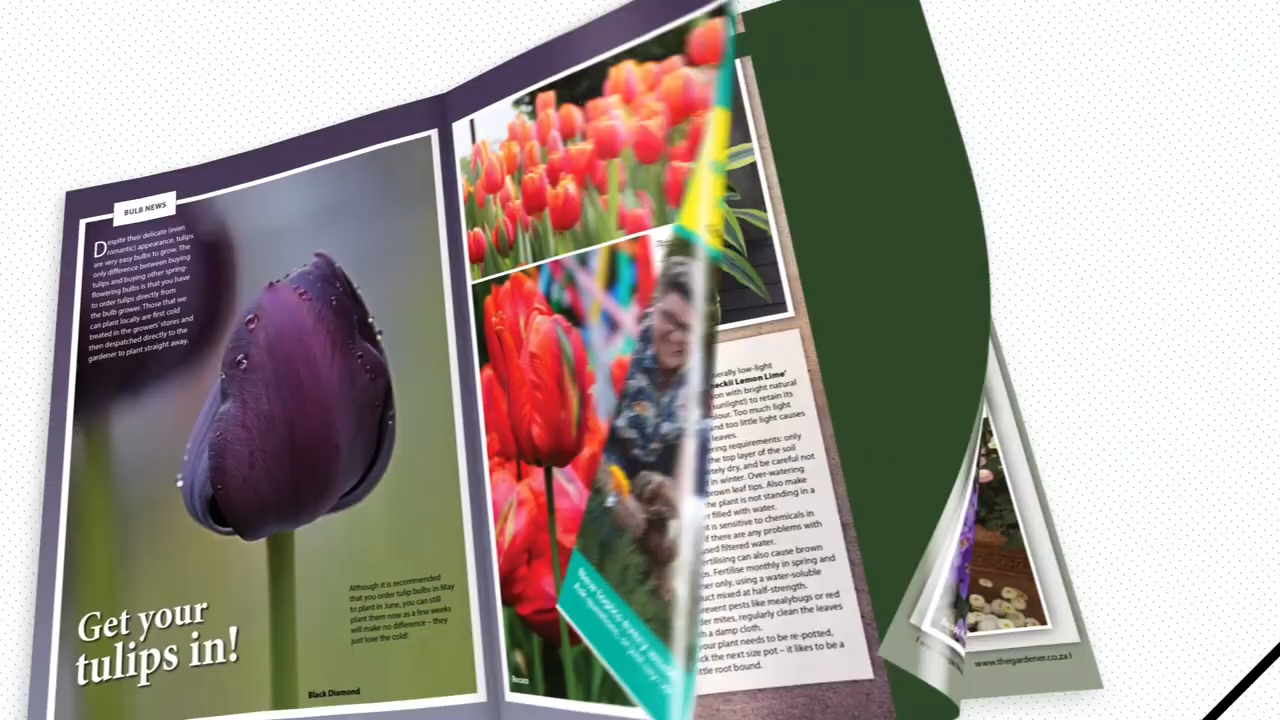 BULB NEWS
Despite their delicate (even
romantic) appearance, tulips
are very easy bulbs to grow. The
only difference between buying
tulips and buying other spring-
flowering bulbs is that you have
to order tulips directly from
the bulb grower. Those that we
can plant locally are first cold
treated in the growers' stores and
then despatched directly to the
gardener to plant straight away.
Get your
tulips in!
Although it is recommended
that you order tulip bulbs in May
to plant in June, you can still
plant them now as a few weeks
will make no difference – they
just love the cold!
Black Diamond
Rococo
low-light
Lemon Lime'
with bright natural
sunlight!) to retain its
Too much light
and too little light causes
leaves.
requirements: only
the top layer of the soil
dry, and be careful not
in winter. Over-watering
brown leaf tips. Also make
the plant is not standing in a
filled with water.
is sensitive to chemicals in
if there are any problems with
filtered water.
can also cause brown
Fertilise monthly in spring and
only, using a water-soluble
mixed at half-strength.
pests like mealybugs or red
mites, regularly clean the leaves
a damp cloth.
your plant needs to be re-potted,
the next size pot – it likes to be a
root bound.
www.thegardener.co.za